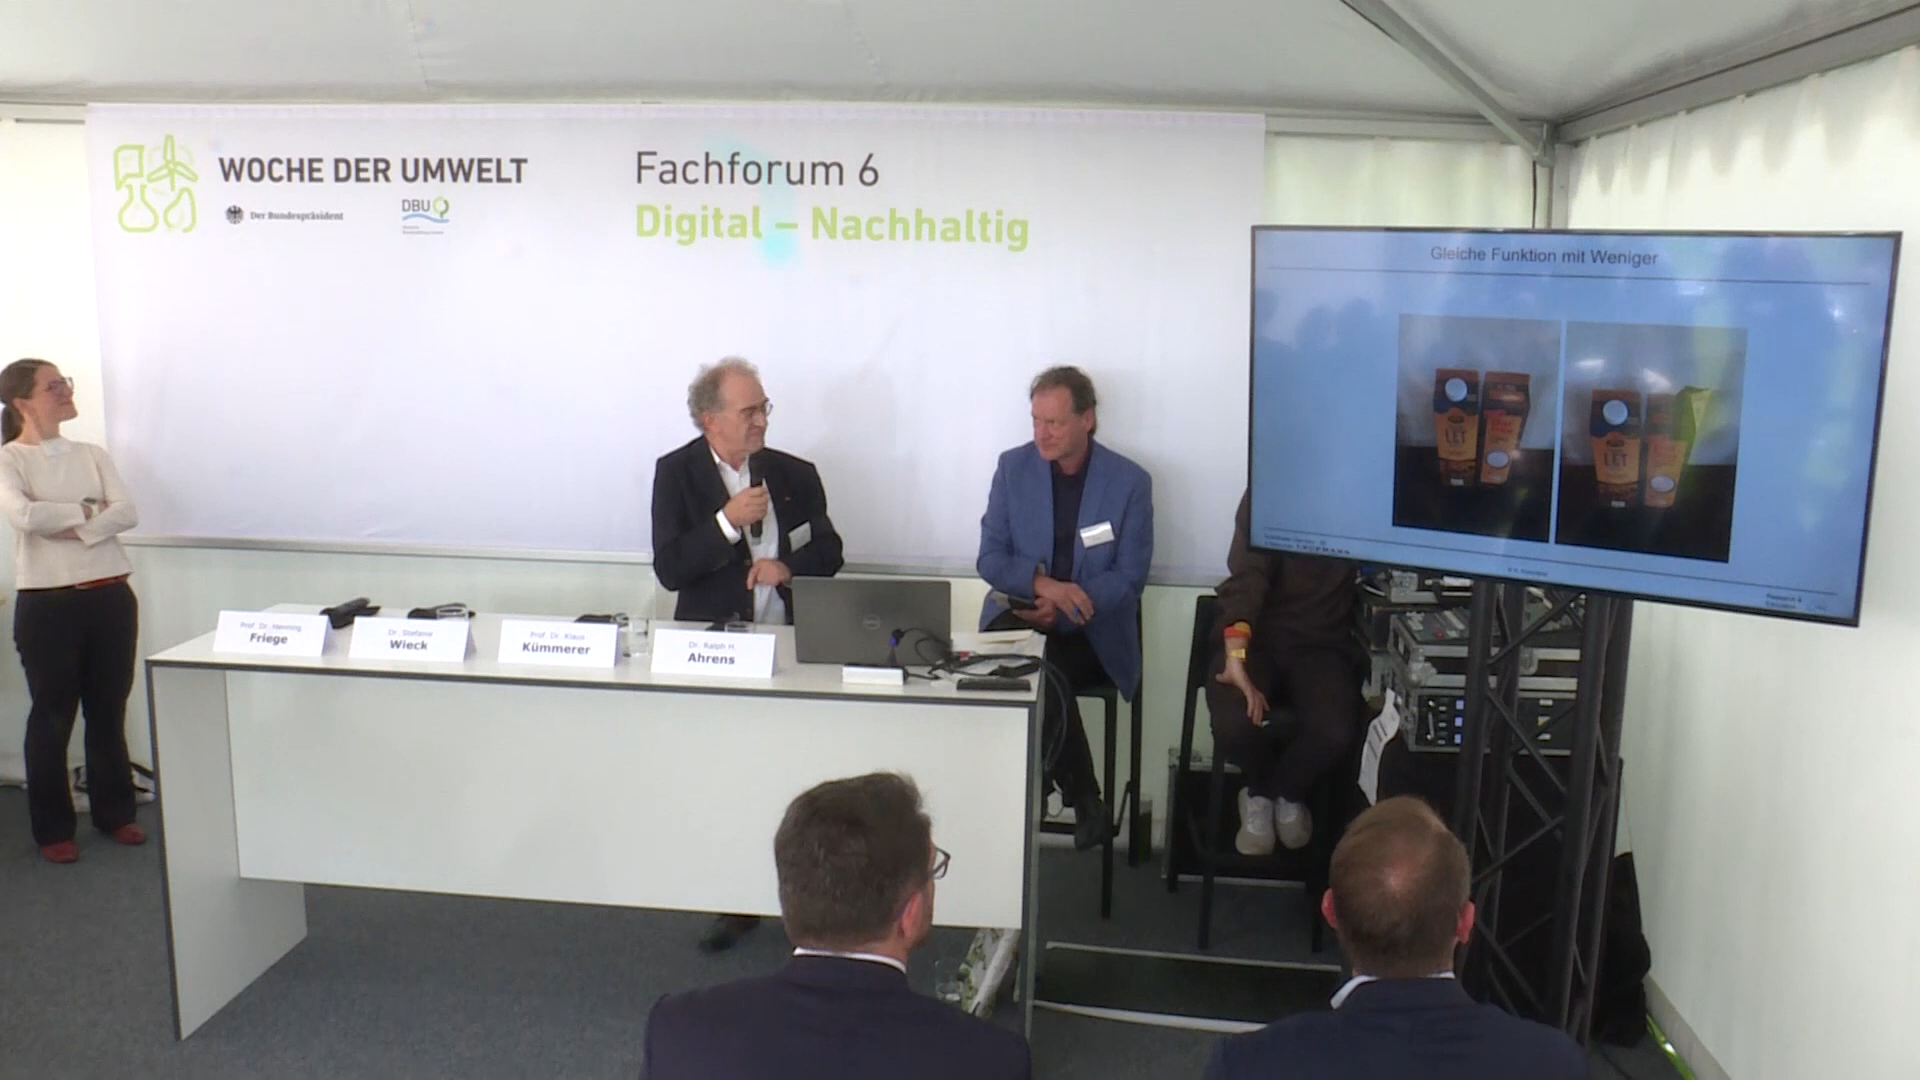 WOCHE DER UMWELT
Der Bundespräsident
DBU
Fachforum 6
Digital – Nachhaltig
Gleiche Funktion mit Weniger
Prof. Dr. Henning
Friege
Dr. Stefanie
Wieck
Prof. Dr. Klaus
Kümmerer
Dr. Ralph H.
Ahrens
DELL